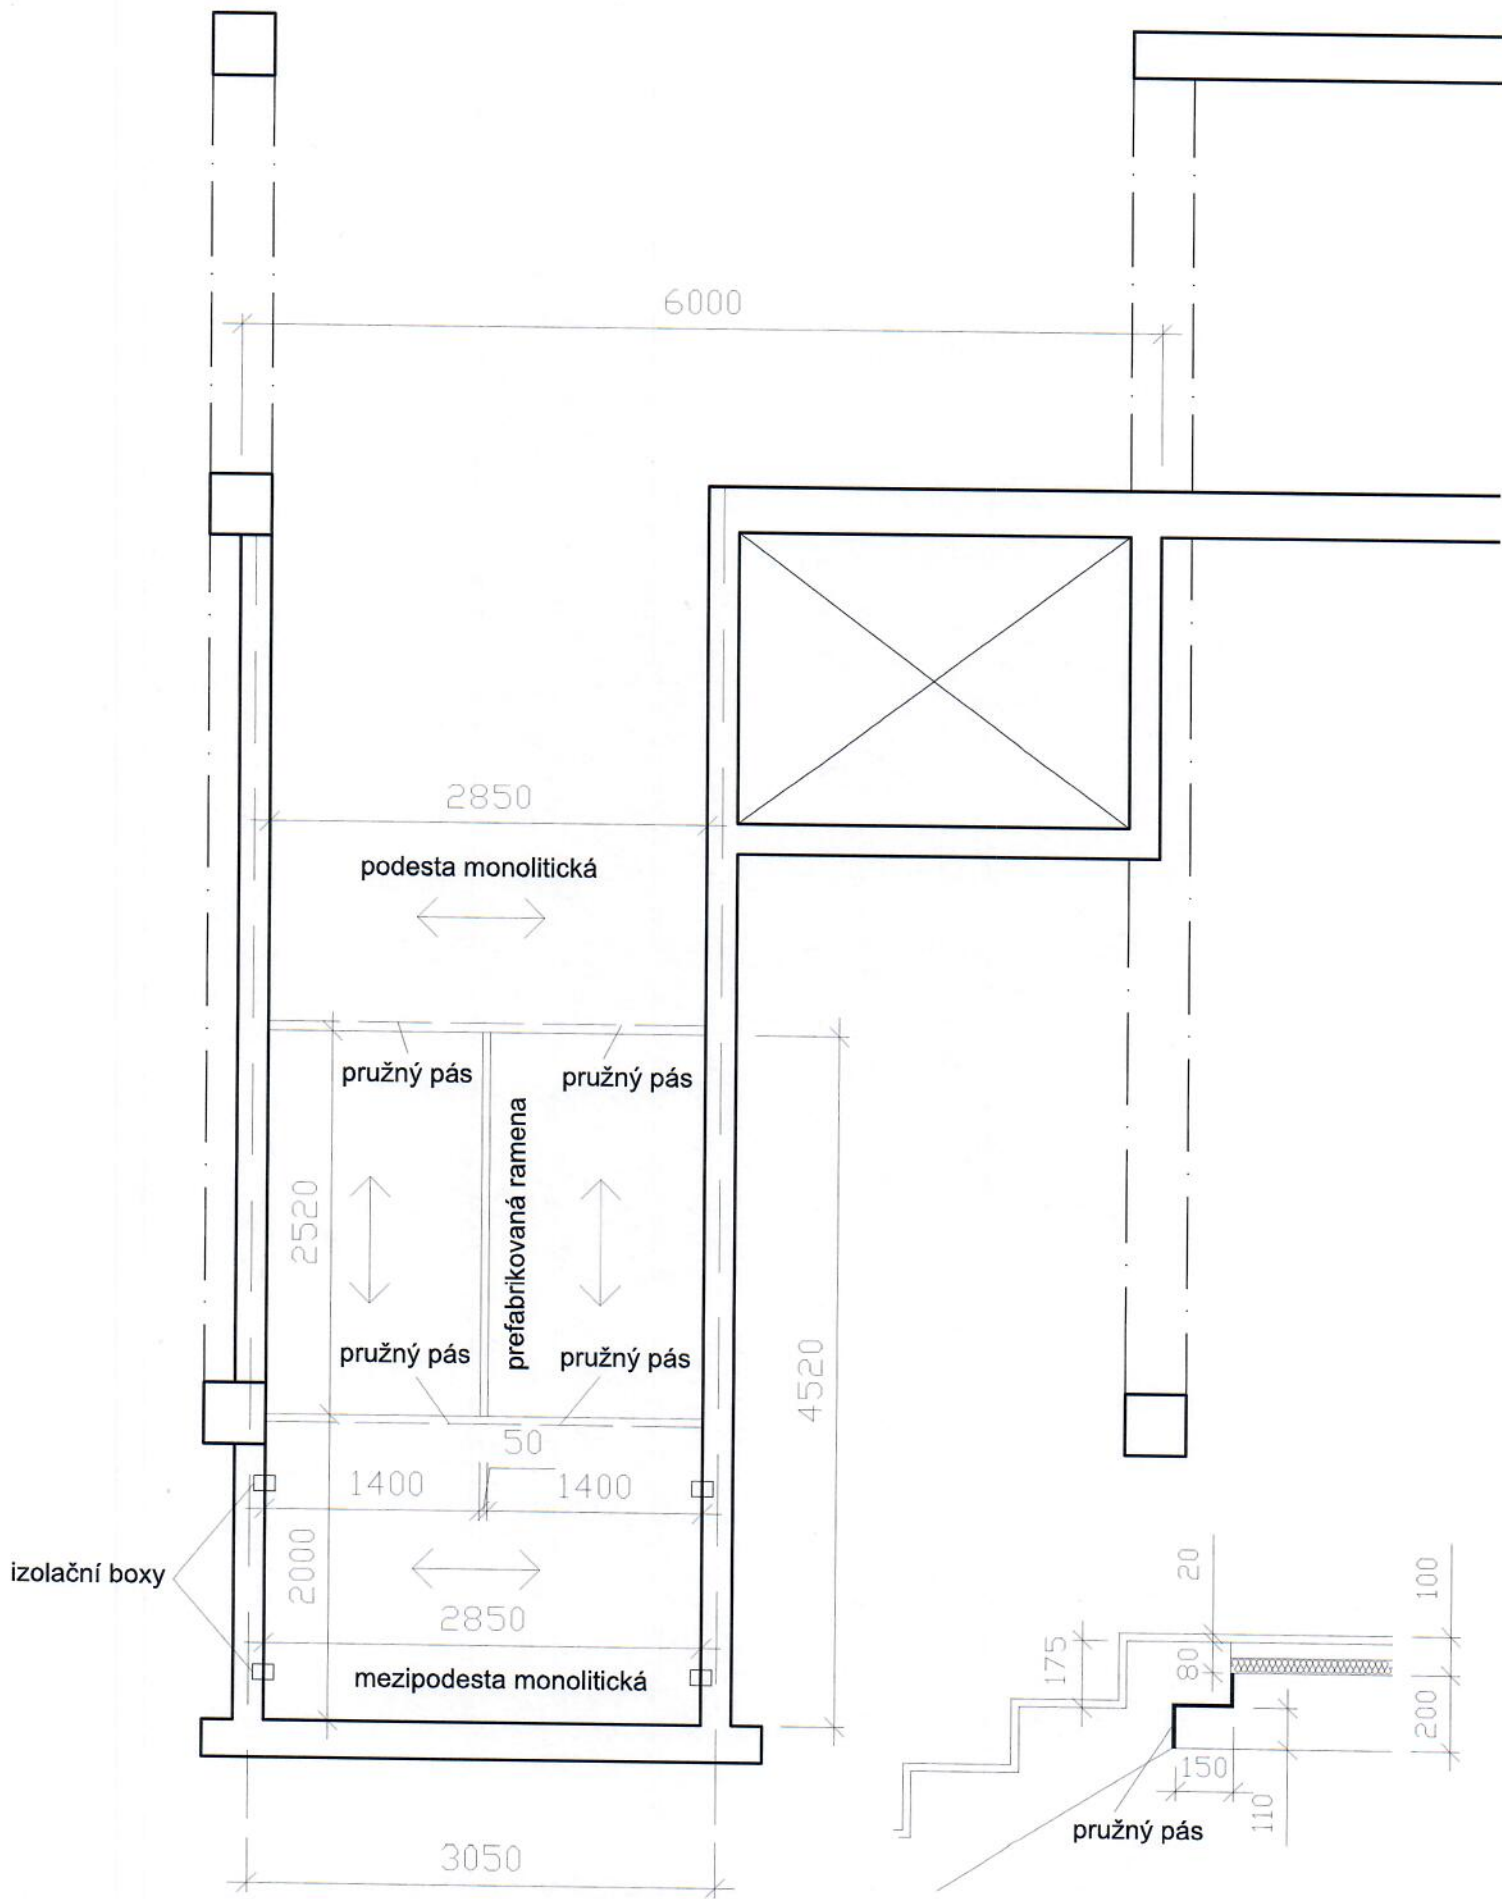 6000
2850
podesta monolitická
pružný pás
pružný pás
prefabrikovaná ramena
2520
4520
pružný pás
pružný pás
50
1400
1400
izolační boxy
2000
2850
mezipodesta monolitická
3050
20
100
175
80
200
150
110
pružný pás